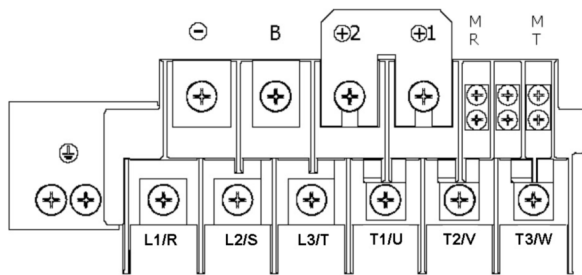 ⊖ B ⊕2 ⊕1 M M
R T
L1/R L2/S L3/T T1/U T2/V T3/W